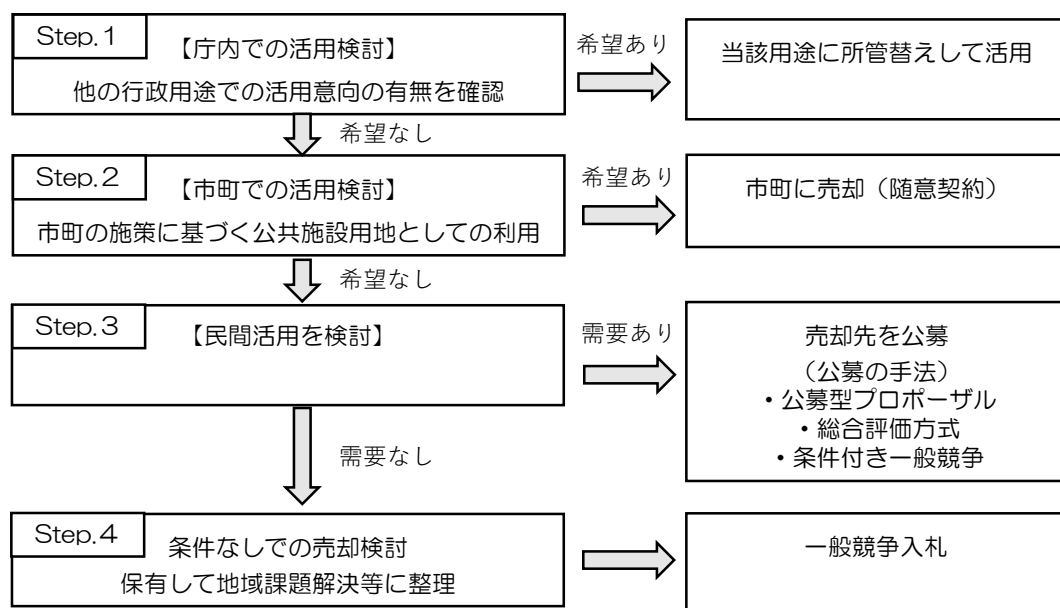 Step.1
【庁内での活用検討】
他の行政用途での活用意向の有無を確認
希望あり
当該用途に所管替えして活用
希望なし
Step.2
【市町での活用検討】
市町の施策に基づく公共施設用地としての利用
希望あり
市町に売却（随意契約）
希望なし
Step.3
【民間活用を検討】
需要あり
売却先を公募
（公募の手法）
・公募型プロポーザル
・総合評価方式
・条件付き一般競争
需要なし
Step.4
条件なしでの売却検討
保有して地域課題解決等に整理
一般競争入札